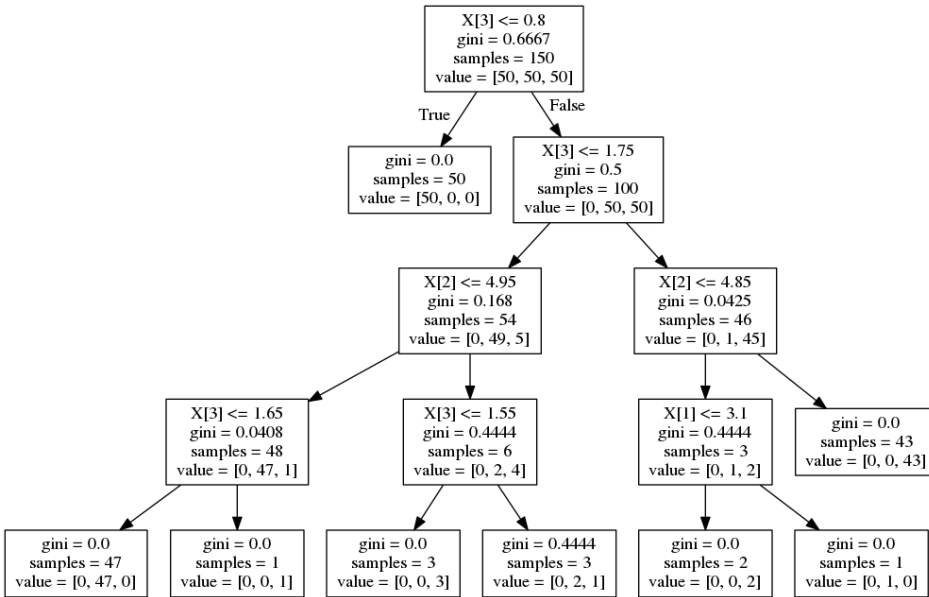 X[3] <= 0.8
gini = 0.6667
samples = 150
value = [50, 50, 50]
True
False
gini = 0.0
samples = 50
value = [50, 0, 0]
X[3] <= 1.75
gini = 0.5
samples = 100
value = [0, 50, 50]
X[2] <= 4.95
gini = 0.168
samples = 54
value = [0, 49, 5]
X[2] <= 4.85
gini = 0.0425
samples = 46
value = [0, 1, 45]
X[3] <= 1.65
gini = 0.0408
samples = 48
value = [0, 47, 1]
X[3] <= 1.55
gini = 0.4444
samples = 6
value = [0, 2, 4]
X[1] <= 3.1
gini = 0.4444
samples = 3
value = [0, 1, 2]
gini = 0.0
samples = 43
value = [0, 0, 43]
gini = 0.0
samples = 47
value = [0, 47, 0]
gini = 0.0
samples = 1
value = [0, 0, 1]
gini = 0.0
samples = 3
value = [0, 0, 3]
gini = 0.4444
samples = 3
value = [0, 2, 1]
gini = 0.0
samples = 2
value = [0, 0, 2]
gini = 0.0
samples = 1
value = [0, 1, 0]